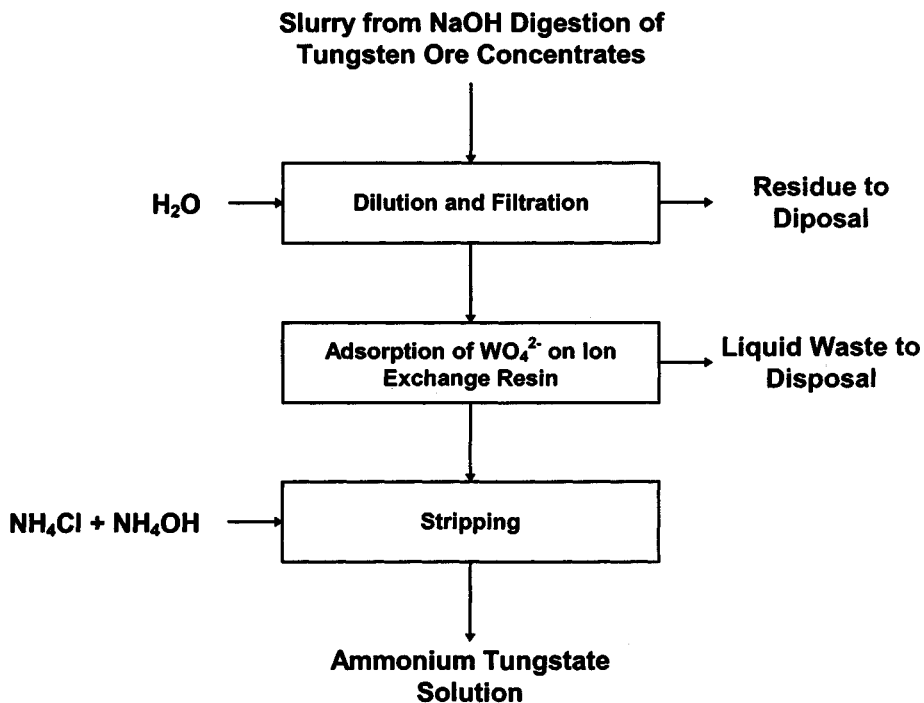 Slurry from NaOH Digestion of
Tungsten Ore Concentrates
H₂O
Dilution and Filtration
Residue to
Diposal
Adsorption of WO₄²⁻ on Ion
Exchange Resin
Liquid Waste to
Disposal
NH₄Cl + NH₄OH
Stripping
Ammonium Tungstate
Solution